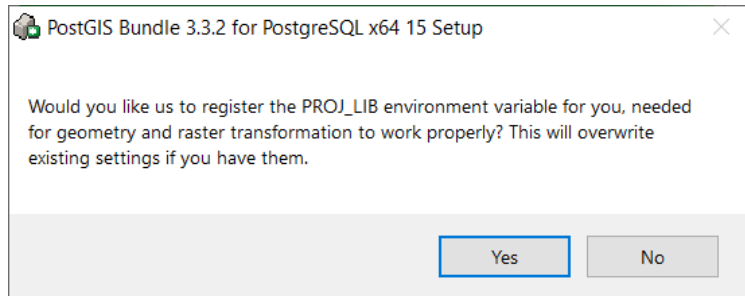 PostGIS Bundle 3.3.2 for PostgreSQL x64 15 Setup
Would you like us to register the PROJ_LIB environment variable for you, needed
for geometry and raster transformation to work properly? This will overwrite
existing settings if you have them.
Yes
No